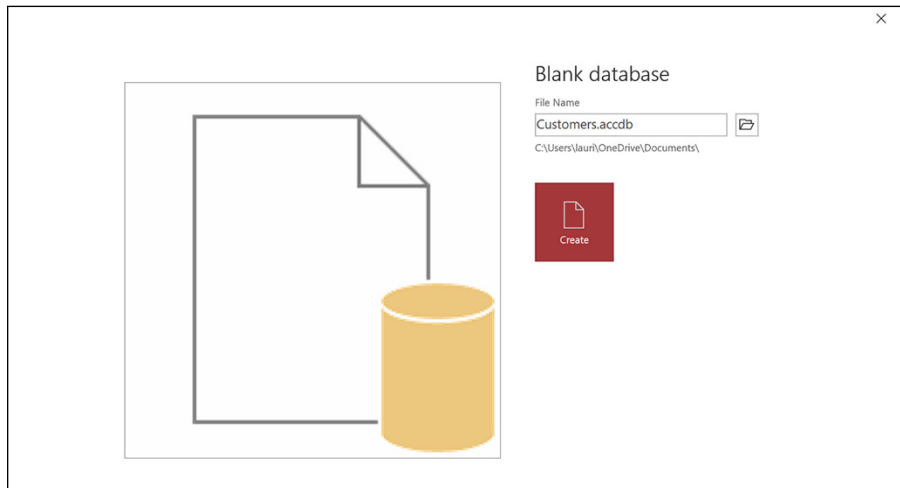 Blank database
File Name
Customers.accdb
C:\Users\lauri\OneDrive\Documents\
Create